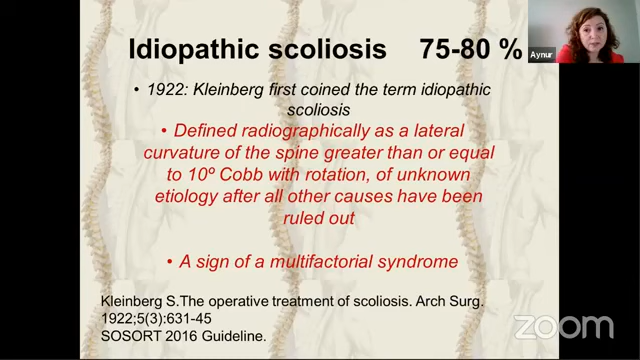 Idiopathic scoliosis 75-80 %
Aynur
• 1922: Kleinberg first coined the term idiopathic
scoliosis
• Defined radiographically as a lateral
curvature of the spine greater than or equal
to 10º Cobb with rotation, of unknown
etiology after all other causes have been
ruled out
• A sign of a multifactorial syndrome
Kleinberg S.The operative treatment of scoliosis. Arch Surg.
1922;5(3):631-45
SOSORT 2016 Guideline.
zoom